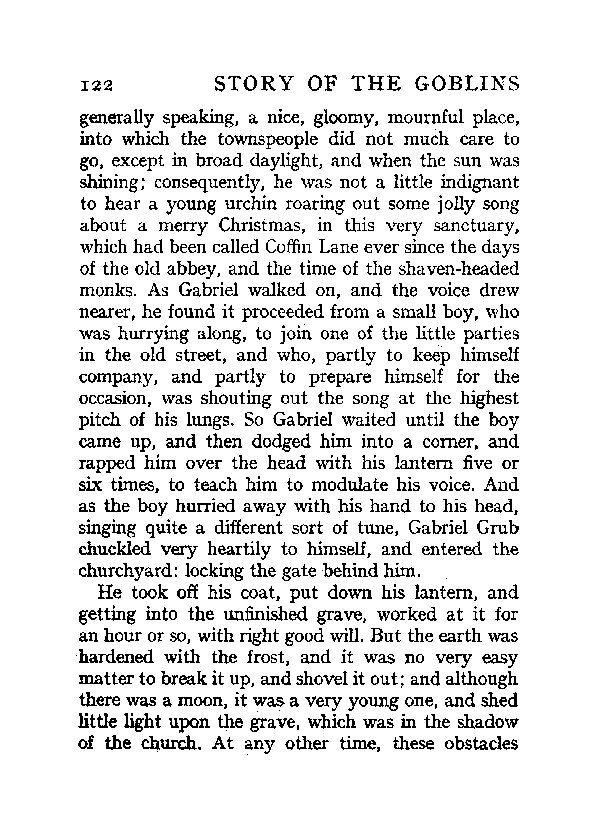 122 STORY OF THE GOBLINS
generally speaking, a nice, gloomy, mournful place,
into which the townspeople did not much care to
go, except in broad daylight, and when the sun was
shining; consequently, he was not a little indignant
to hear a young urchin roaring out some jolly song
about a merry Christmas, in this very sanctuary,
which had been called Coffin Lane ever since the days
of the old abbey, and the time of the shaven-headed
monks. As Gabriel walked on, and the voice drew
nearer, he found it proceeded from a small boy, who
was hurrying along, to join one of the little parties
in the old street, and who, partly to keep himself
company, and partly to prepare himself for the
occasion, was shouting out the song at the highest
pitch of his lungs. So Gabriel waited until the boy
came up, and then dodged him into a corner, and
rapped him over the head with his lantern five or
six times, to teach him to modulate his voice. And
as the boy hurried away with his hand to his head,
singing quite a different sort of tune, Gabriel Grub
chuckled very heartily to himself, and entered the
churchyard: locking the gate behind him.
He took off his coat, put down his lantern, and
getting into the unfinished grave, worked at it for
an hour or so, with right good will. But the earth was
hardened with the frost, and it was no very easy
matter to break it up, and shovel it out; and although
there was a moon, it was a very young one, and shed
little light upon the grave, which was in the shadow
of the church. At any other time, these obstacles